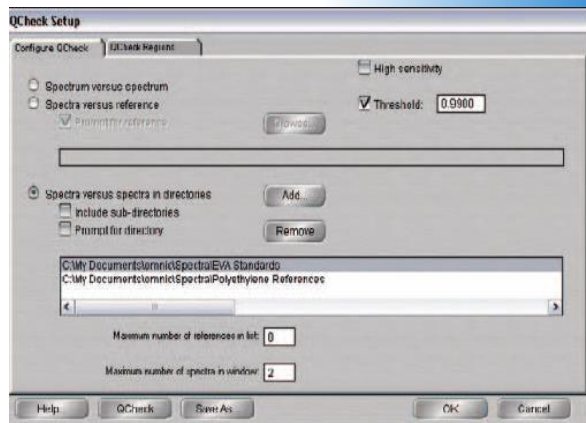 QCheck Setup
Configure QCheck
QCheck Regions
High sensitivity
Spectrum versus spectrum
Spectra versus reference
Threshold: 0.9900
Prompt for reference
Browse...
Spectra versus spectra in directories
Add...
Include sub-directories
Prompt for directory
Remove
C:\My Documents\omnic\Spectra\EVA Standards
C:\My Documents\omnic\Spectra\Polyethylene References
Maximum number of references in list: 0
Maximum number of spectra in window: 2
Help
QCheck
Save As...
OK
Cancel